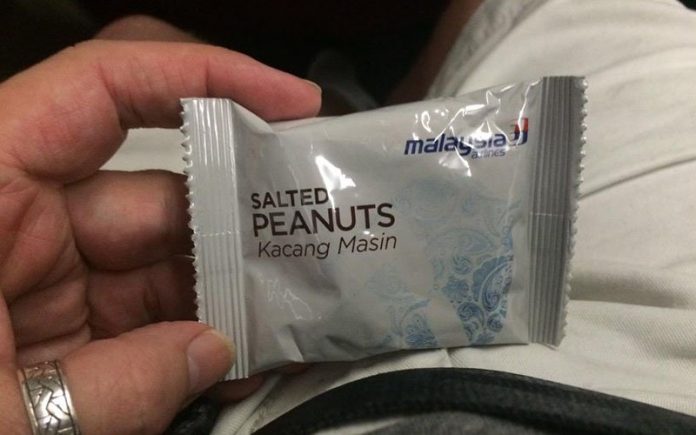 malaysia
airlines
SALTED
PEANUTS
Kacang Masin